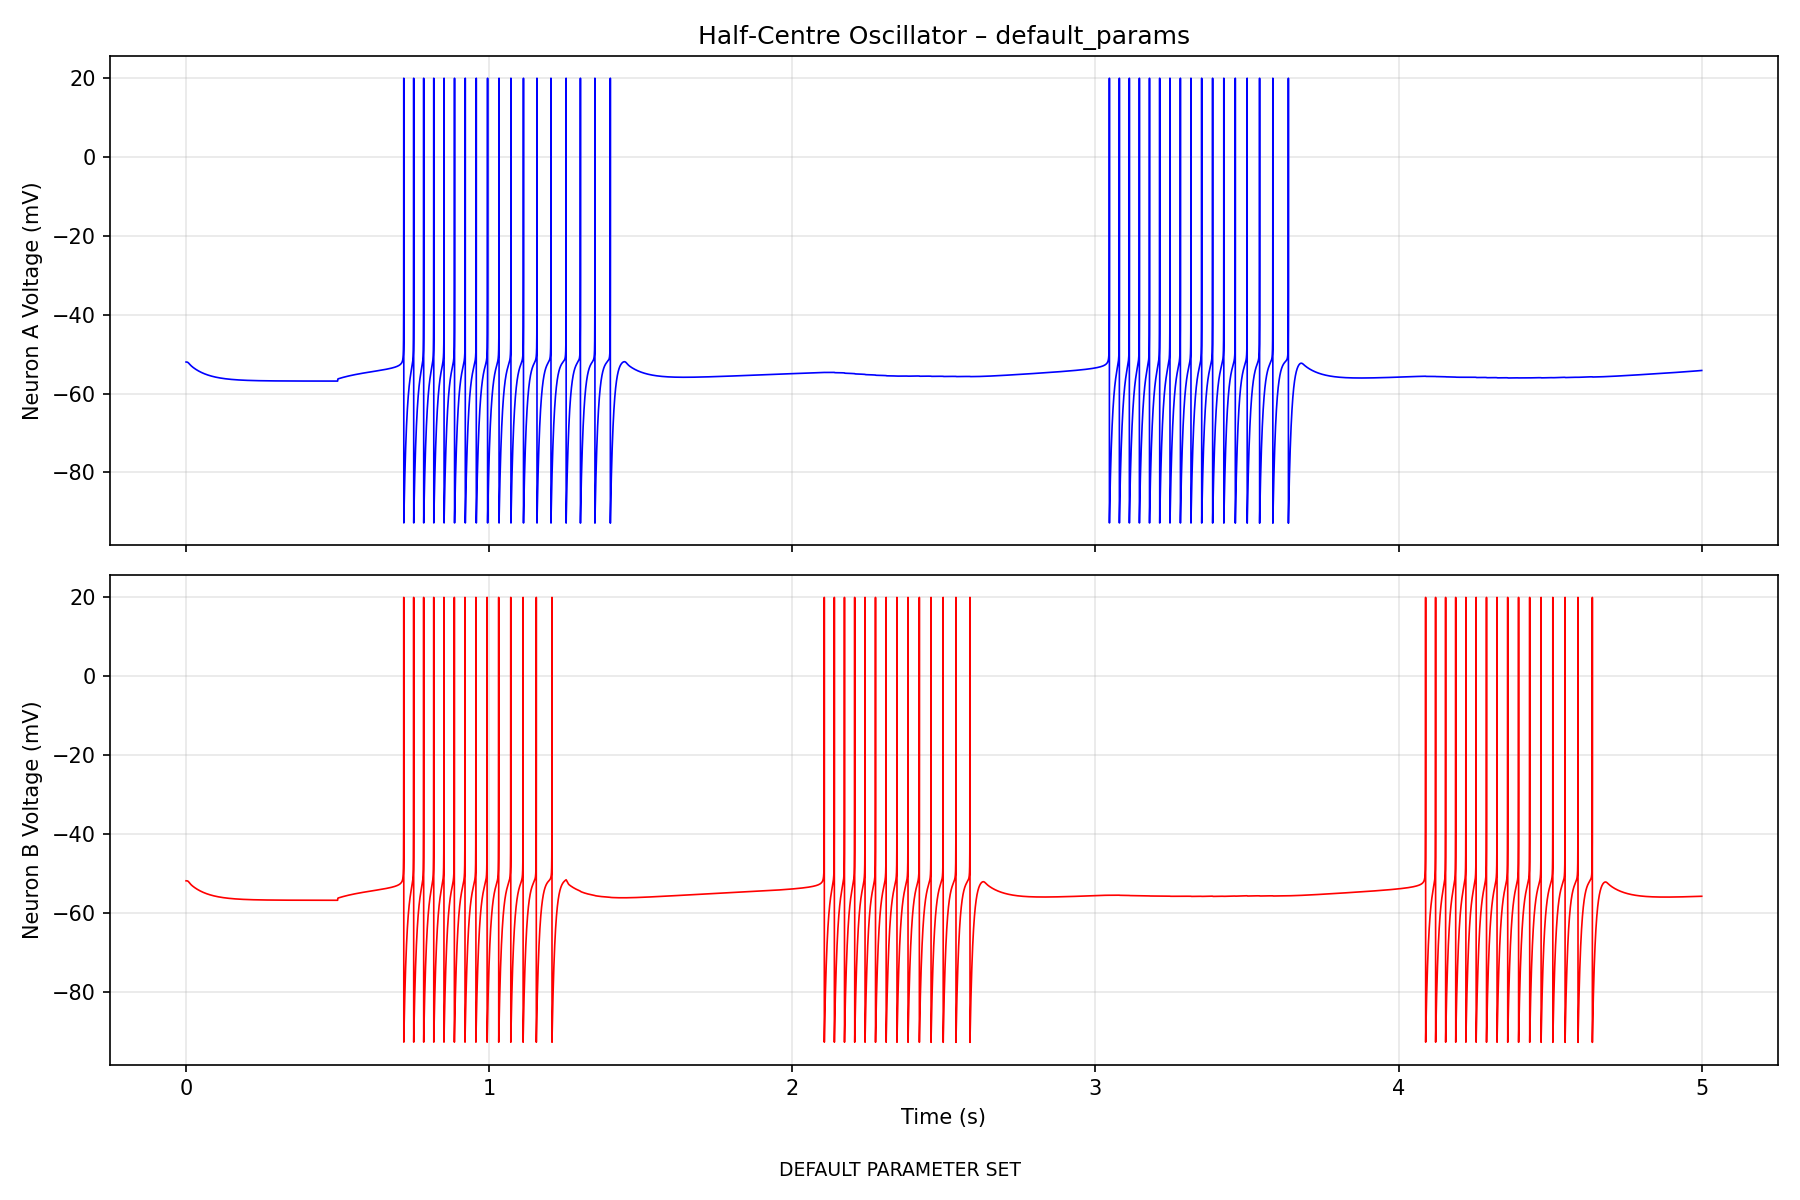 Half-Centre Oscillator – default_params
Neuron A Voltage (mV)
20
0
−20
−40
−60
−80
Neuron B Voltage (mV)
20
0
−20
−40
−60
−80
0 1 2 3 4 5
Time (s)
DEFAULT PARAMETER SET